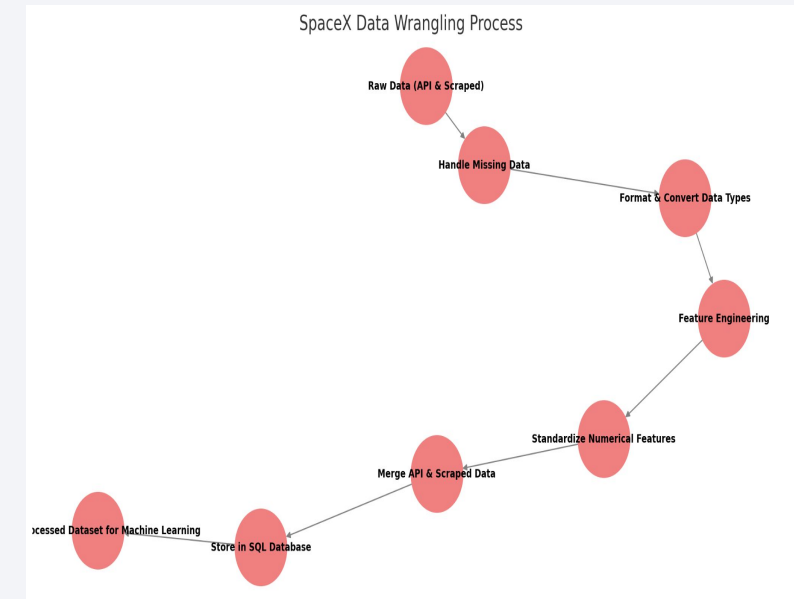 SpaceX Data Wrangling Process
Raw Data (API & Scraped)
Handle Missing Data
Format & Convert Data Types
Feature Engineering
Standardize Numerical Features
Merge API & Scraped Data
Store in SQL Database
ocessed Dataset for Machine Learning